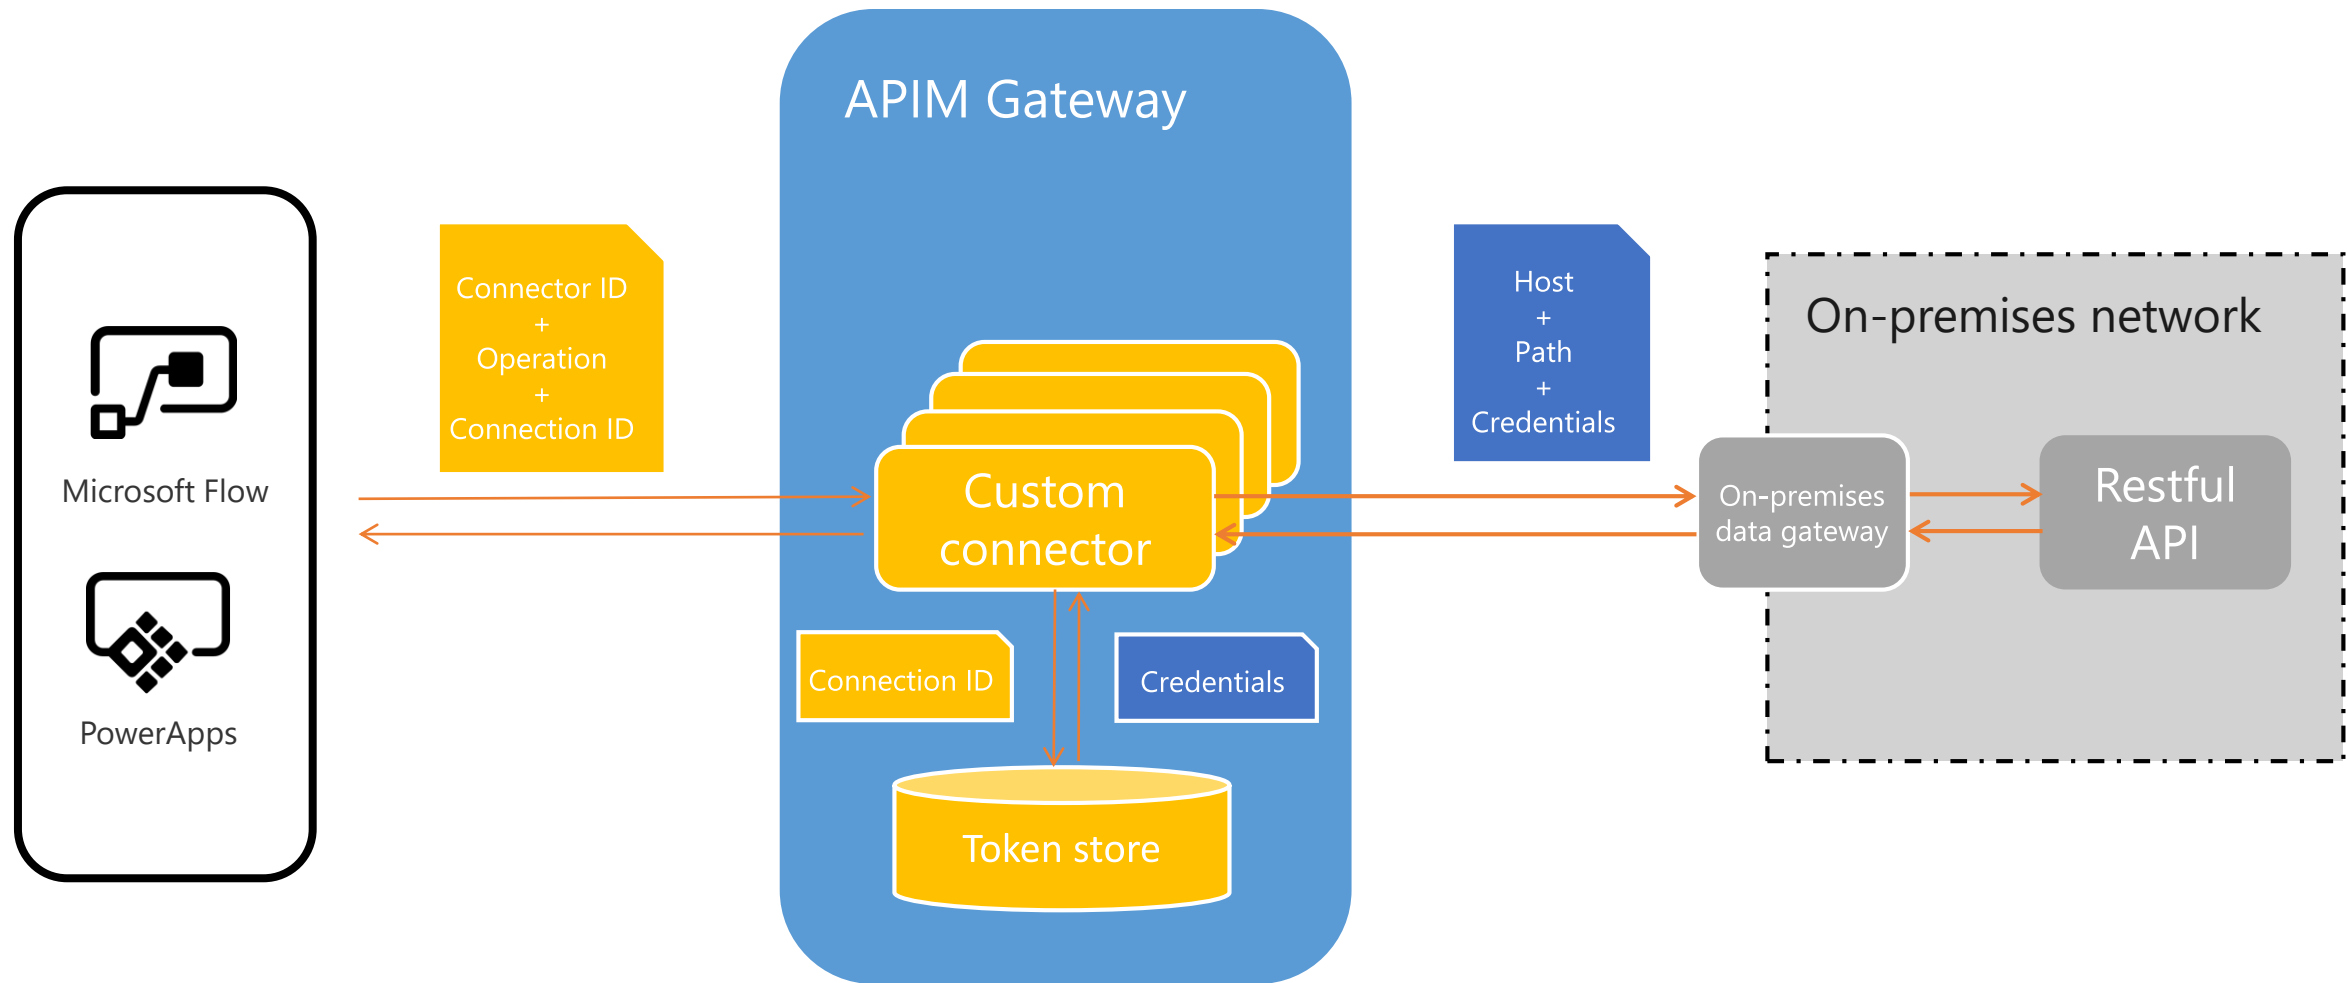 APIM Gateway
Microsoft Flow
PowerApps
Connector ID
+
Operation
+
Connection ID
Custom
connector
Connection ID
Credentials
Token store
Host
+
Path
+
Credentials
On-premises network
On-premises
data gateway
Restful
API